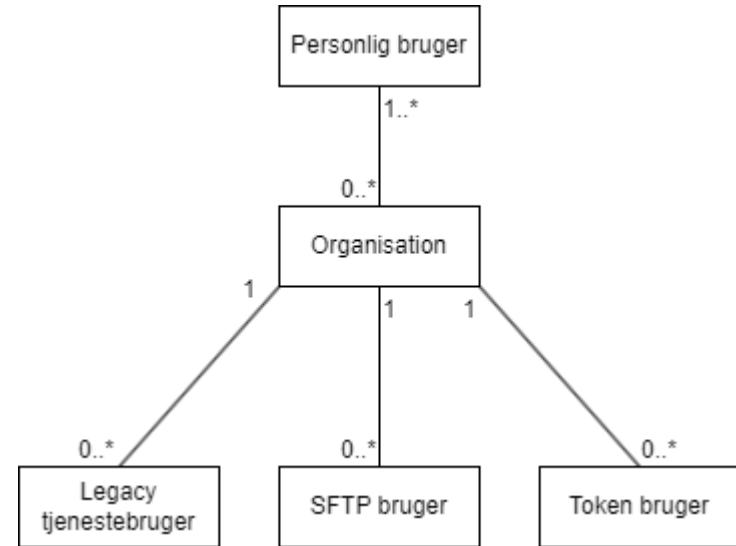 Personlig bruger
1..*
0..*
Organisation
1
1
1
0..*
0..*
0..*
Legacy
tjenestebruger
SFTP bruger
Token bruger